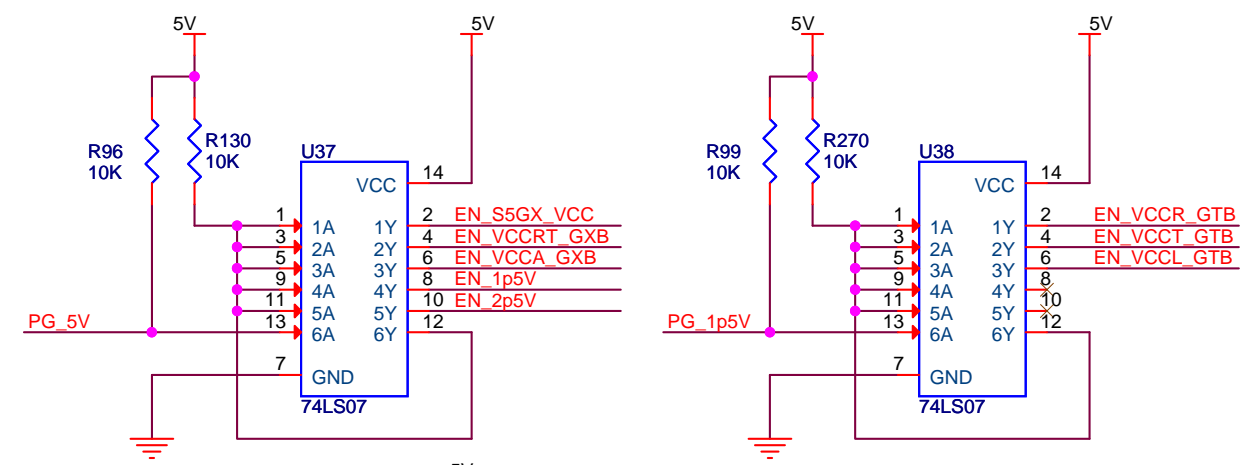 5V 5V 5V 5V
R96 10K
R130 10K
U37
VCC 14
1 1A 1Y 2 EN_S5GX_VCC
3 2A 2Y 4 EN_VCCRT_GXB
5 3A 3Y 6 EN_VCCA_GXB
9 4A 4Y 8 EN_1p5V
11 5A 5Y 10 EN_2p5V
PG_5V 13 6A 6Y 12
7 GND
74LS07
R99 10K
R270 10K
U38
VCC 14
1 1A 1Y 2 EN_VCCR_GTB
3 2A 2Y 4 EN_VCCT_GTB
5 3A 3Y 6 EN_VCCL_GTB
9 4A 4Y 8
11 5A 5Y 10
PG_1p5V 13 6A 6Y 12
7 GND
74LS07